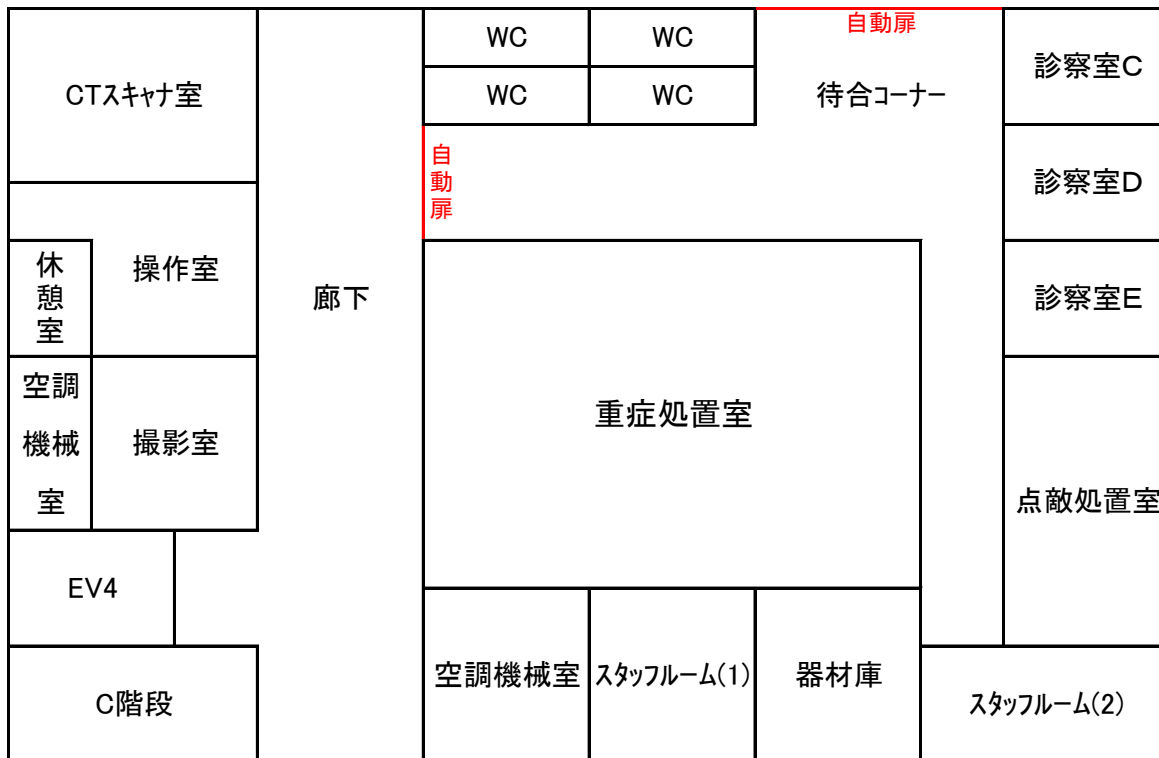 WC
WC
自動扉
診察室C
CTスキャナ室
WC
WC
待合コーナー
自
動
扉
診察室D
休
憩
室
操作室
廊下
診察室E
空調
機械
室
撮影室
重症処置室
点敵処置室
EV4
空調機械室
スタッフルーム(1)
器材庫
C階段
スタッフルーム(2)